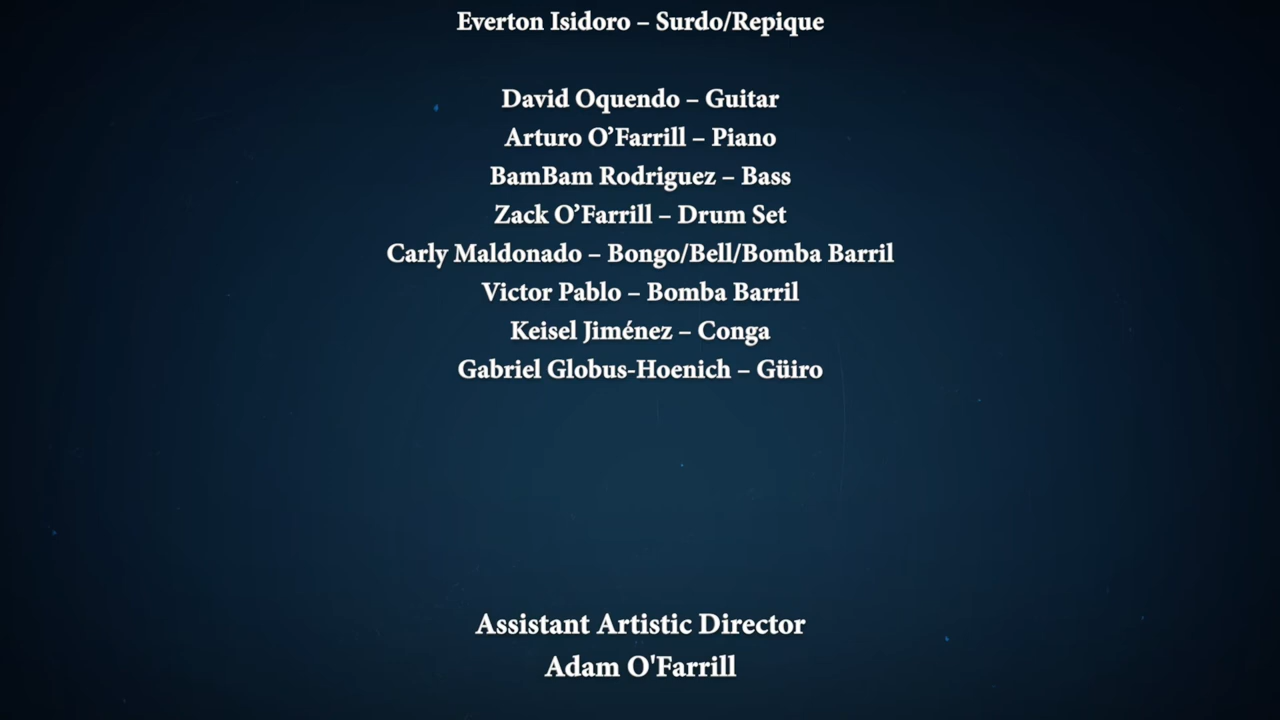 Everton Isidoro – Surdo/Repique
David Oquendo – Guitar
Arturo O’Farrill – Piano
BamBam Rodriguez – Bass
Zack O’Farrill – Drum Set
Carly Maldonado – Bongo/Bell/Bomba Barril
Victor Pablo – Bomba Barril
Keisel Jiménez – Conga
Gabriel Globus-Hoenich – Güiro
Assistant Artistic Director
Adam O'Farrill